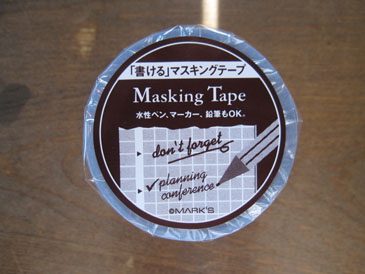 「書ける」マスキングテープ
Masking Tape
水性ペン、マーカー、鉛筆もOK。
don't forget
✓planning
conference
©MARK'S